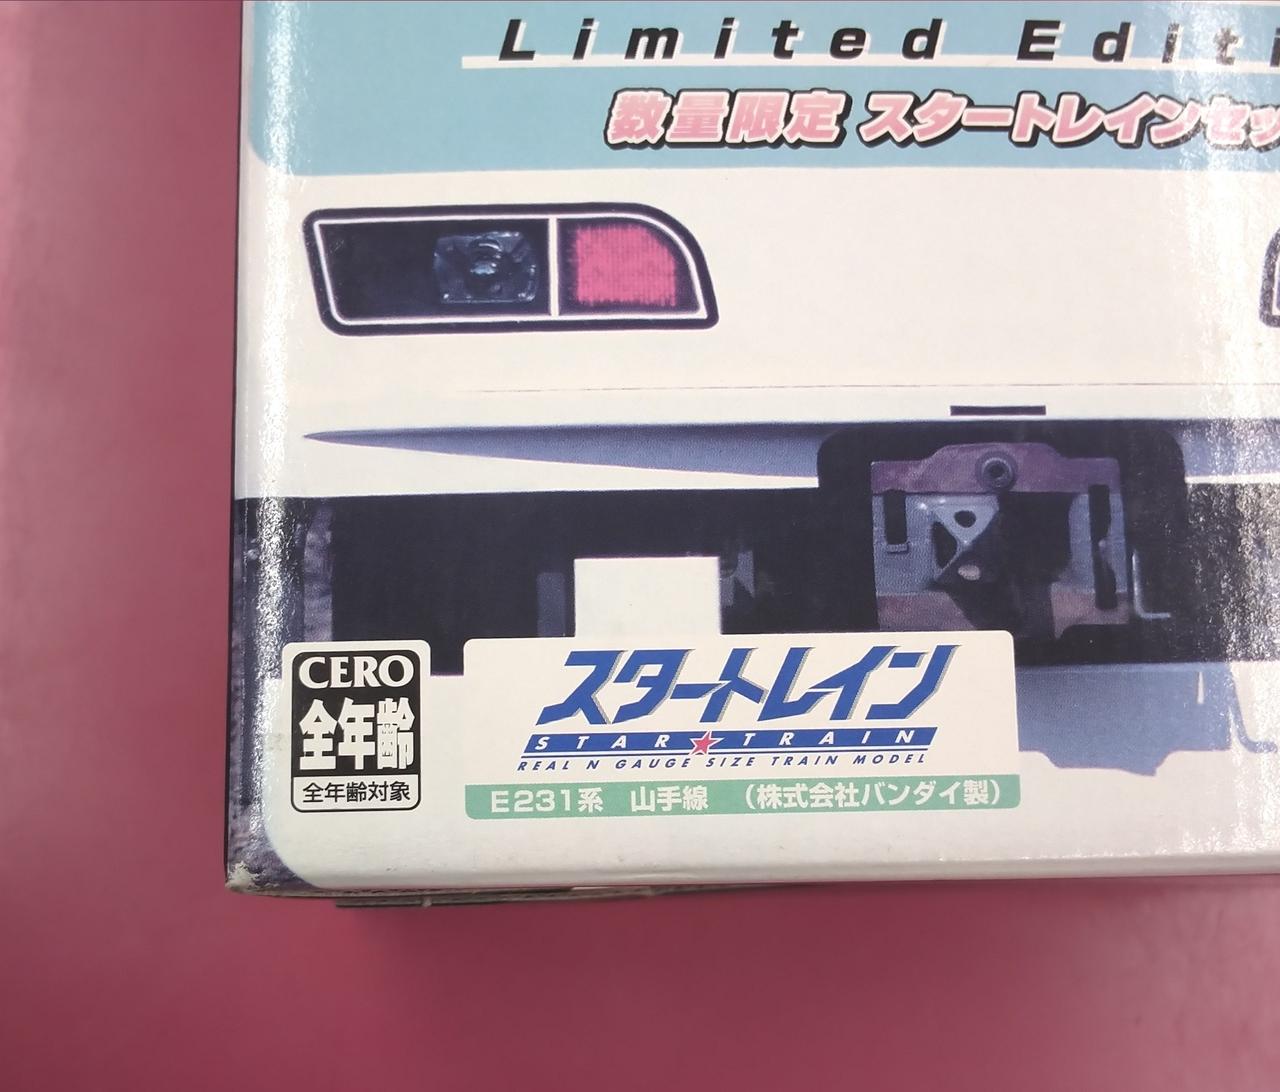 Limited Editi
数量限定 スタートレインセッ
CERO
全年齢
全年齢対象
スタートレイン
STAR★TRAIN
REAL N GAUGE SIZE TRAIN MODEL
E231系 山手線 （株式会社バンダイ製）